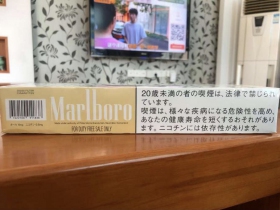 Marlboro
FOR DUTY FREE SALE ONLY
20歳未満の者の喫煙は、法律で禁じられ
ています。
喫煙は、様々な疾病になる危険性を高め、
あなたの健康寿命を短くするおそれがあり
ます。ニコチンには依存性があります。